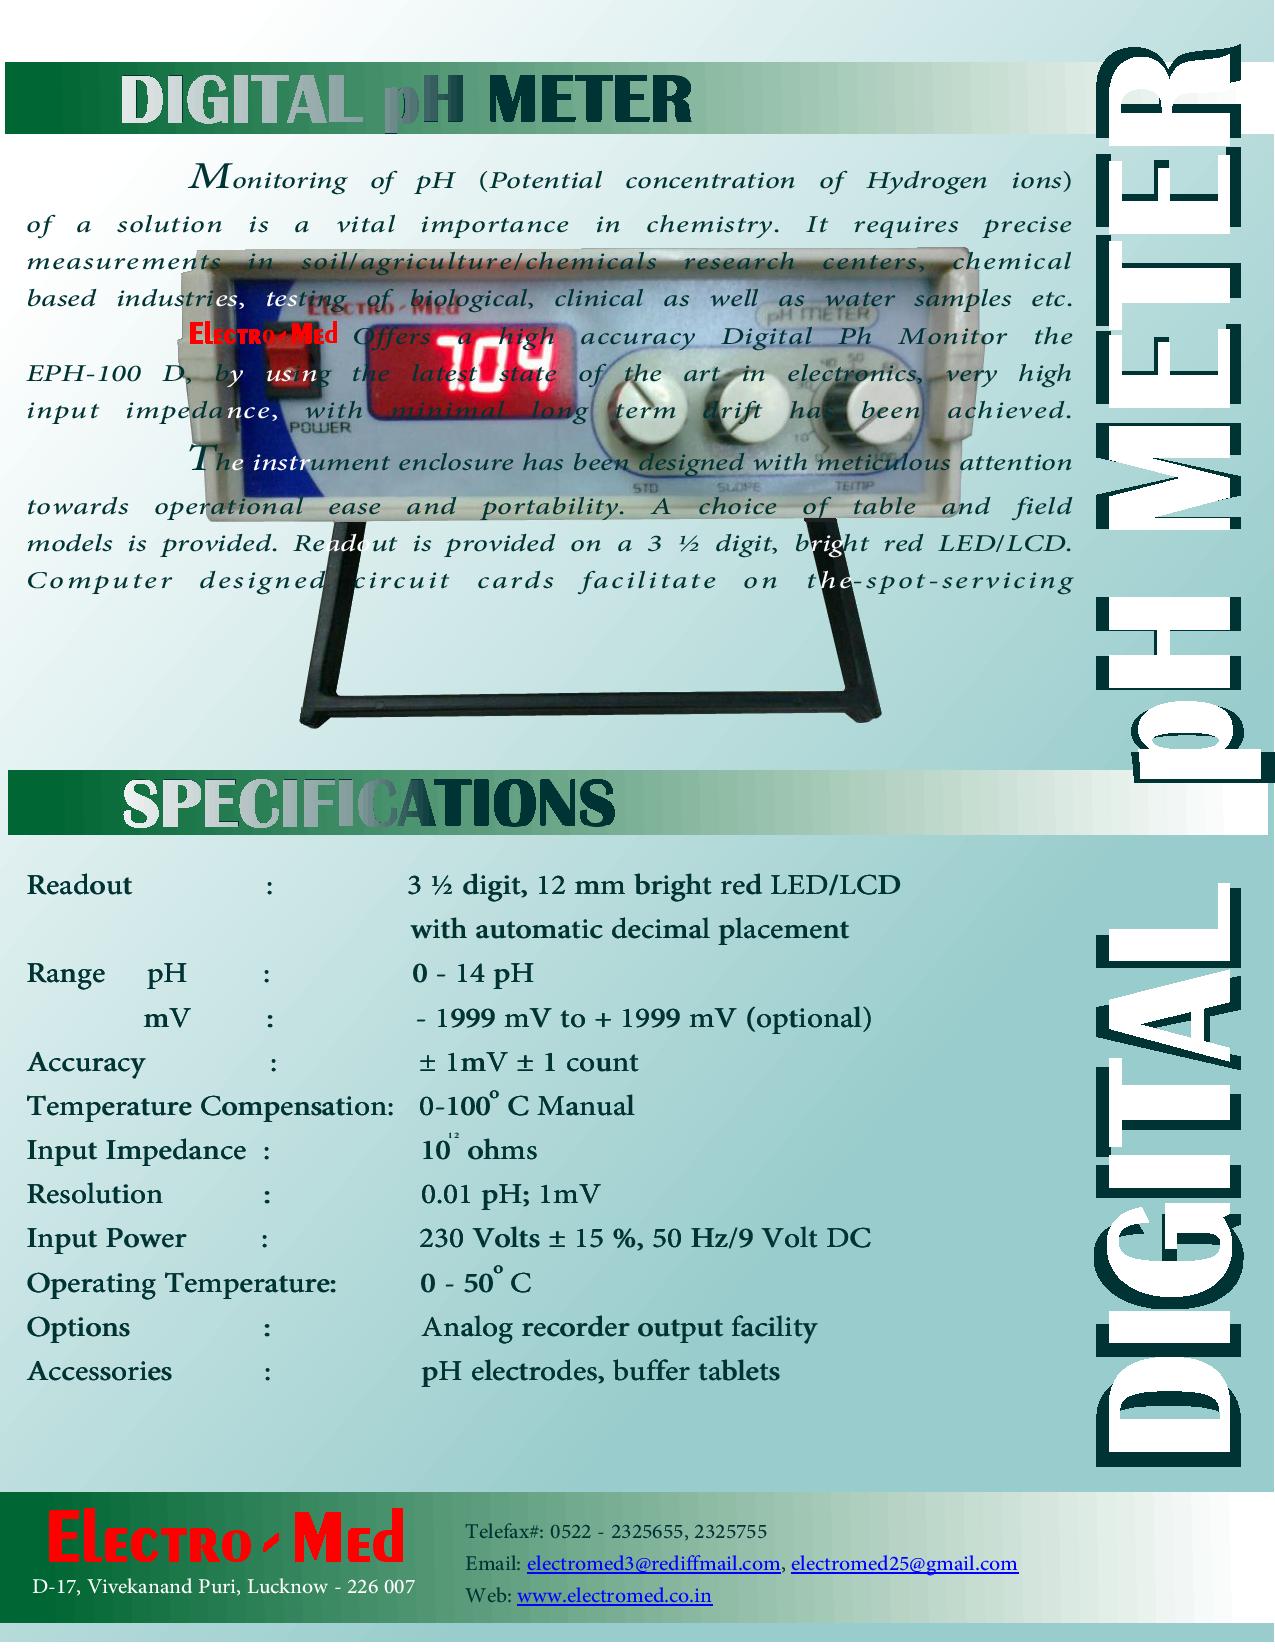 DIGITAL pH METER
Monitoring of pH (Potential concentration of Hydrogen ions)
of a solution is a vital importance in chemistry. It requires precise
measurements in soil/agriculture/chemicals research centers, chemical
based industries, testing of biological, clinical as well as water samples etc.
Electro-Med Offers a high accuracy Digital Ph Monitor the
EPH-100 D, by using the latest state of the art in electronics, very high
input impedance, with minimal long term drift has been achieved.
The instrument enclosure has been designed with meticulous attention
towards operational ease and portability. A choice of table and field
models is provided. Readout is provided on a 3 ½ digit, bright red LED/LCD.
Computer designed circuit cards facilitate on the-spot-servicing
Electro-Med
pH METER
7.04
POWER
STD SLOPE TEMP
DIGITAL pH METER
SPECIFICATIONS
Readout : 3 ½ digit, 12 mm bright red LED/LCD
with automatic decimal placement
Range pH : 0 - 14 pH
mV : - 1999 mV to + 1999 mV (optional)
Accuracy : ± 1mV ± 1 count
Temperature Compensation: 0-100º C Manual
Input Impedance : 10¹² ohms
Resolution : 0.01 pH; 1mV
Input Power : 230 Volts ± 15 %, 50 Hz/9 Volt DC
Operating Temperature: 0 - 50º C
Options : Analog recorder output facility
Accessories : pH electrodes, buffer tablets
Electro-Med
D-17, Vivekanand Puri, Lucknow - 226 007
Telefax#: 0522 - 2325655, 2325755
Email: electromed3@rediffmail.com, electromed25@gmail.com
Web: www.electromed.co.in